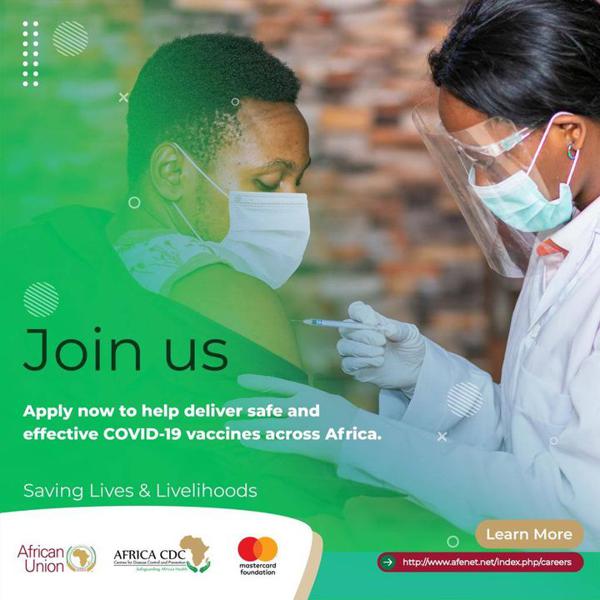 Join us
Apply now to help deliver safe and
effective COVID-19 vaccines across Africa.
Saving Lives & Livelihoods
African
Union
AFRICA CDC
Centres for Disease Control and Prevention
Safeguarding Africa's Health
mastercard
foundation
Learn More
http://www.afenet.net/index.php/careers